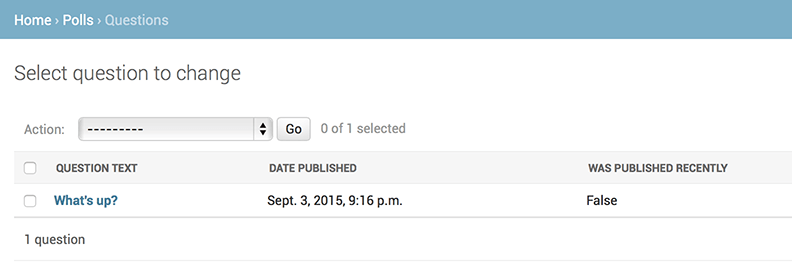 Home › Polls › Questions
Select question to change
Action: --------- Go 0 of 1 selected
QUESTION TEXT DATE PUBLISHED WAS PUBLISHED RECENTLY
What's up? Sept. 3, 2015, 9:16 p.m. False
1 question